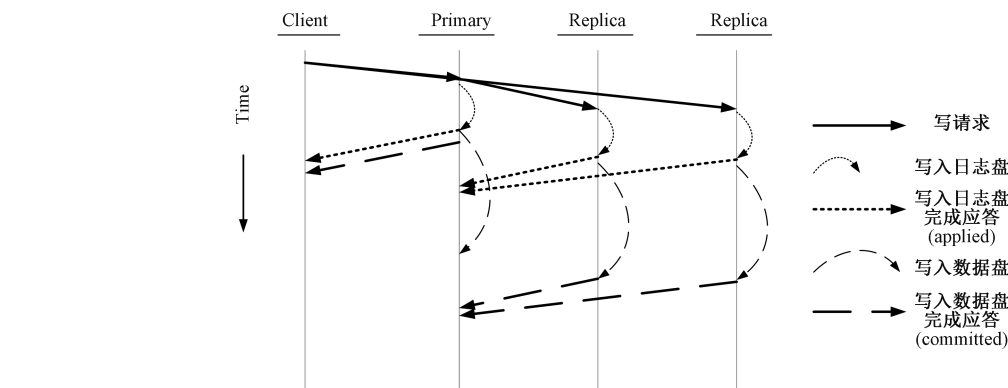 Client
Primary
Replica
Replica
Time
写请求
写入日志盘
写入日志盘
完成应答
(applied)
写入数据盘
写入数据盘
完成应答
(committed)